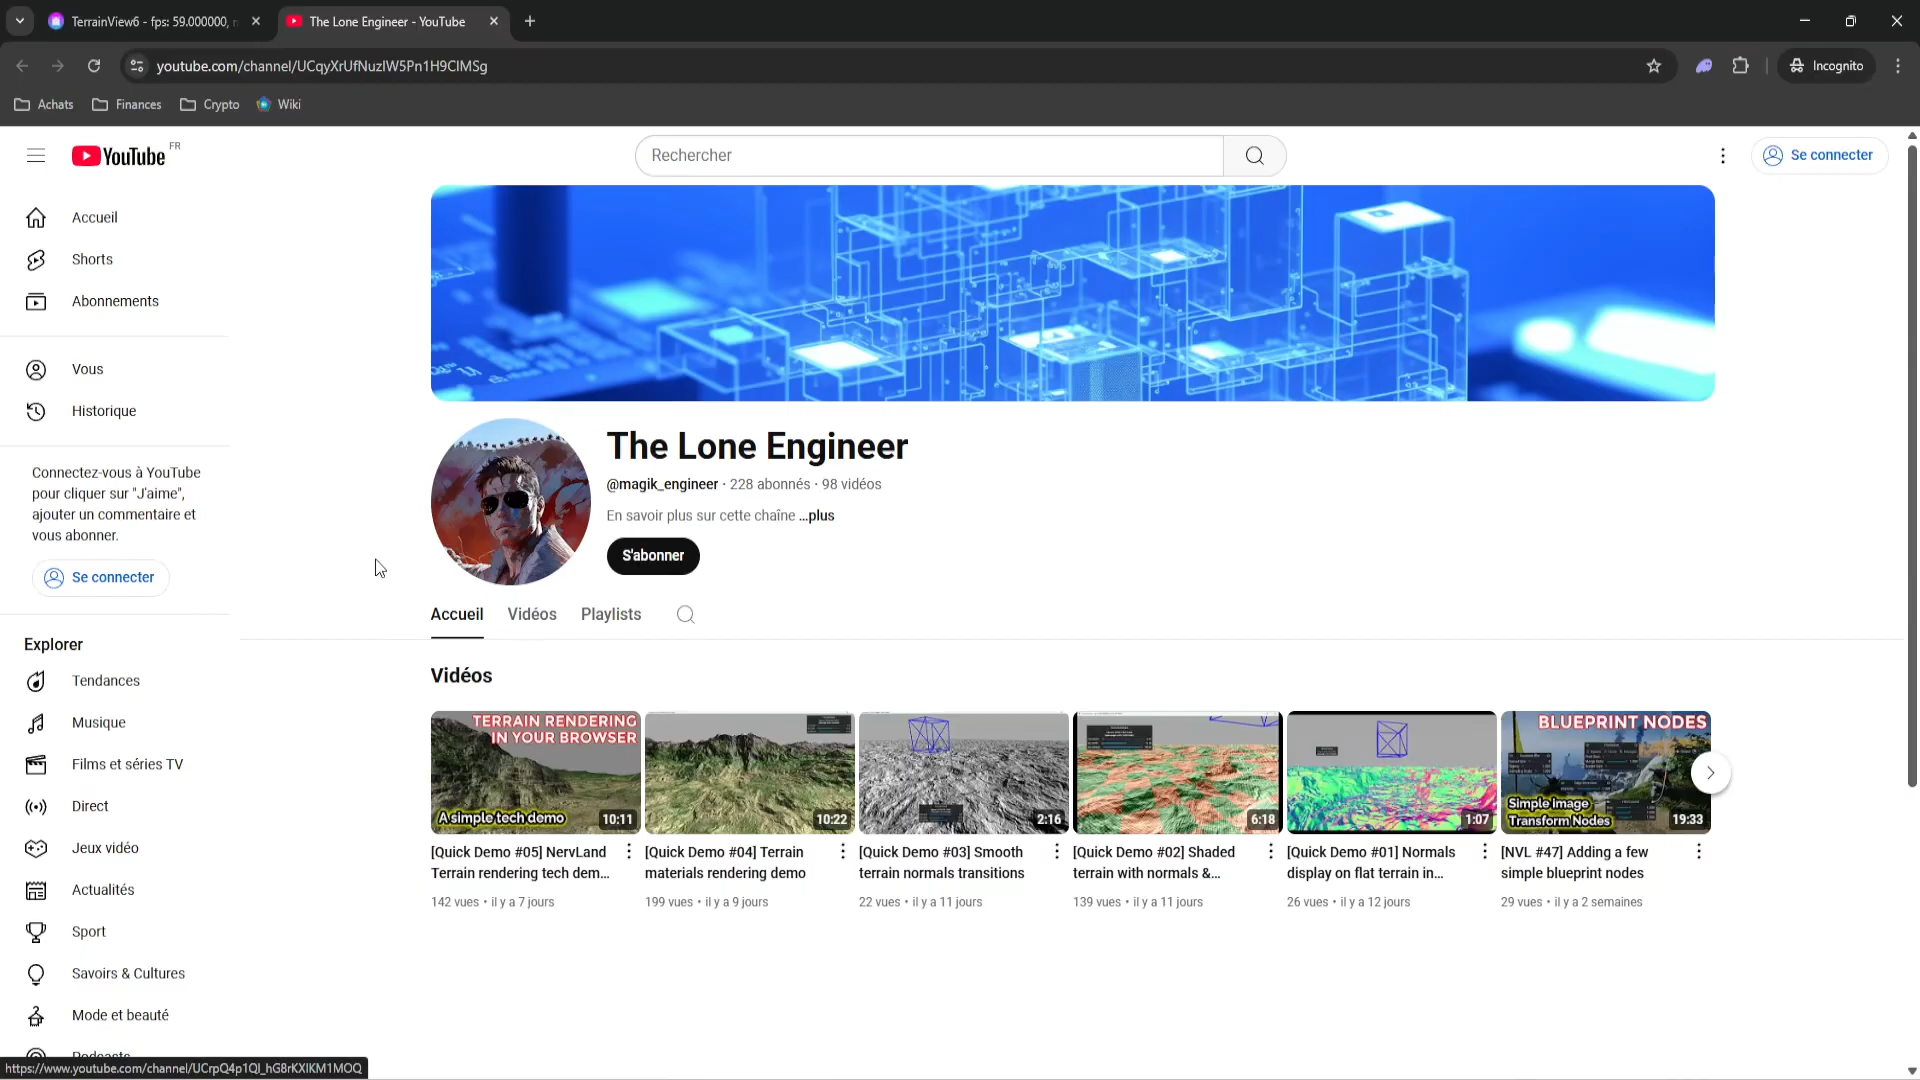 TerrainView6 - fps: 59.000000,
The Lone Engineer - YouTube
youtube.com/channel/UCqyXrUfNuzIW5Pn1H9CIMSg
Incognito
Achats
Finances
Crypto
Wiki
YouTube FR
Rechercher
Se connecter
Accueil
Shorts
Abonnements
Vous
Historique
Connectez-vous à YouTube
pour cliquer sur "J'aime",
ajouter un commentaire et
vous abonner.
Se connecter
Explorer
Tendances
Musique
Films et séries TV
Direct
Jeux vidéo
Actualités
Sport
Savoirs & Cultures
Mode et beauté
Podcasts
https://www.youtube.com/channel/UCrpQ4p1QJ_hG8rKXIKM1MOQ
The Lone Engineer
@magik_engineer · 228 abonnés · 98 vidéos
En savoir plus sur cette chaîne ...plus
S'abonner
Accueil
Vidéos
Playlists
Vidéos
TERRAIN RENDERING
IN YOUR BROWSER
A simple tech demo
10:11
[Quick Demo #05] NervLand
Terrain rendering tech dem...
142 vues • il y a 7 jours
10:22
[Quick Demo #04] Terrain
materials rendering demo
199 vues • il y a 9 jours
2:16
[Quick Demo #03] Smooth
terrain normals transitions
22 vues • il y a 11 jours
6:18
[Quick Demo #02] Shaded
terrain with normals &...
139 vues • il y a 11 jours
1:07
[Quick Demo #01] Normals
display on flat terrain in...
26 vues • il y a 12 jours
BLUEPRINT NODES
Simple image
Transform Nodes
19:33
[NVL #47] Adding a few
simple blueprint nodes
29 vues • il y a 2 semaines